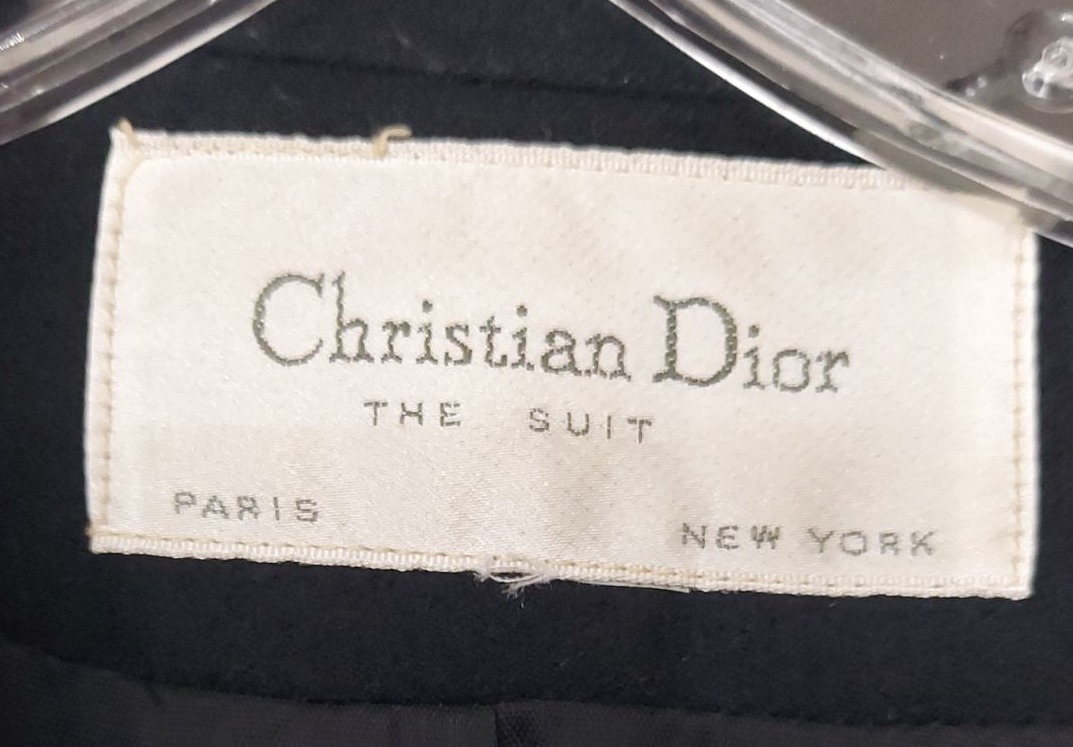 Christian Dior
THE SUIT
PARIS
NEW YORK